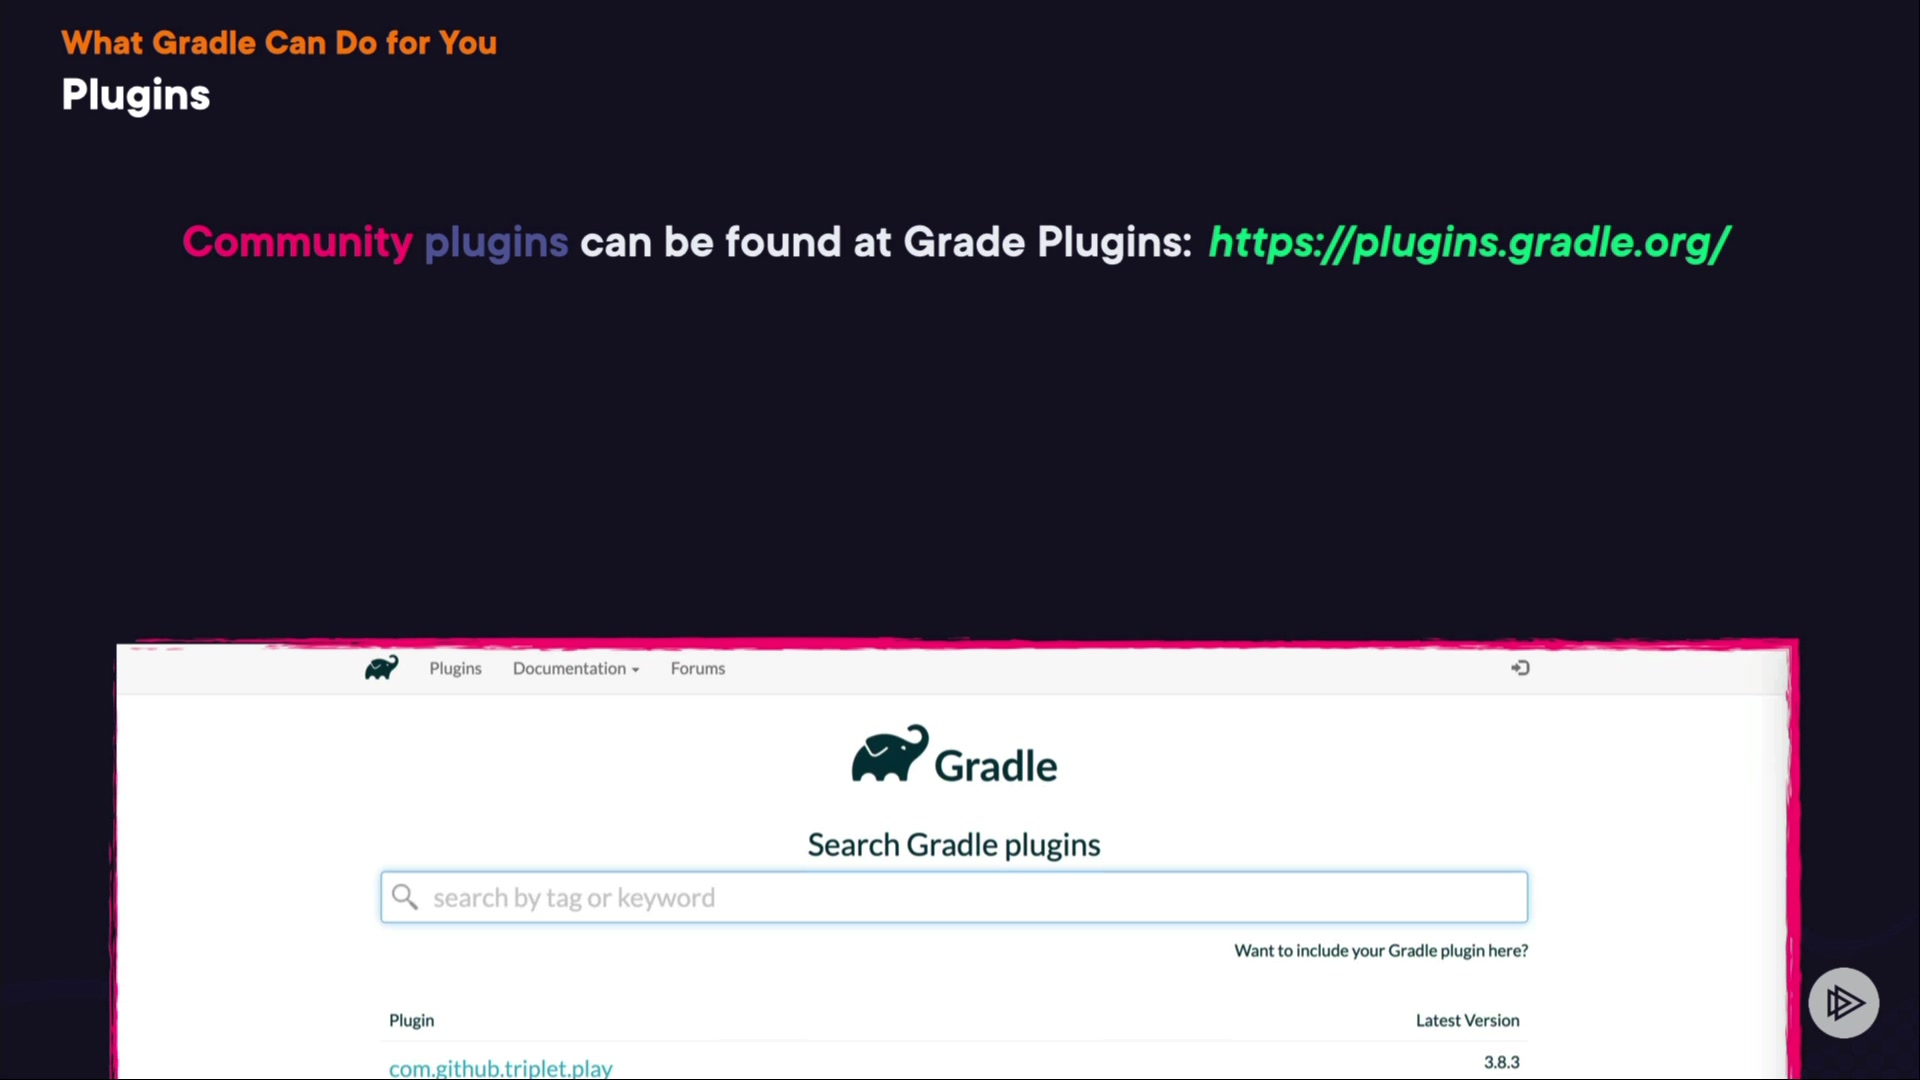 What Gradle Can Do for You
Plugins
Community plugins can be found at Grade Plugins: https://plugins.gradle.org/
Plugins Documentation Forums
Gradle
Search Gradle plugins
search by tag or keyword
Want to include your Gradle plugin here?
Plugin Latest Version
com.github.triplet.play 3.8.3